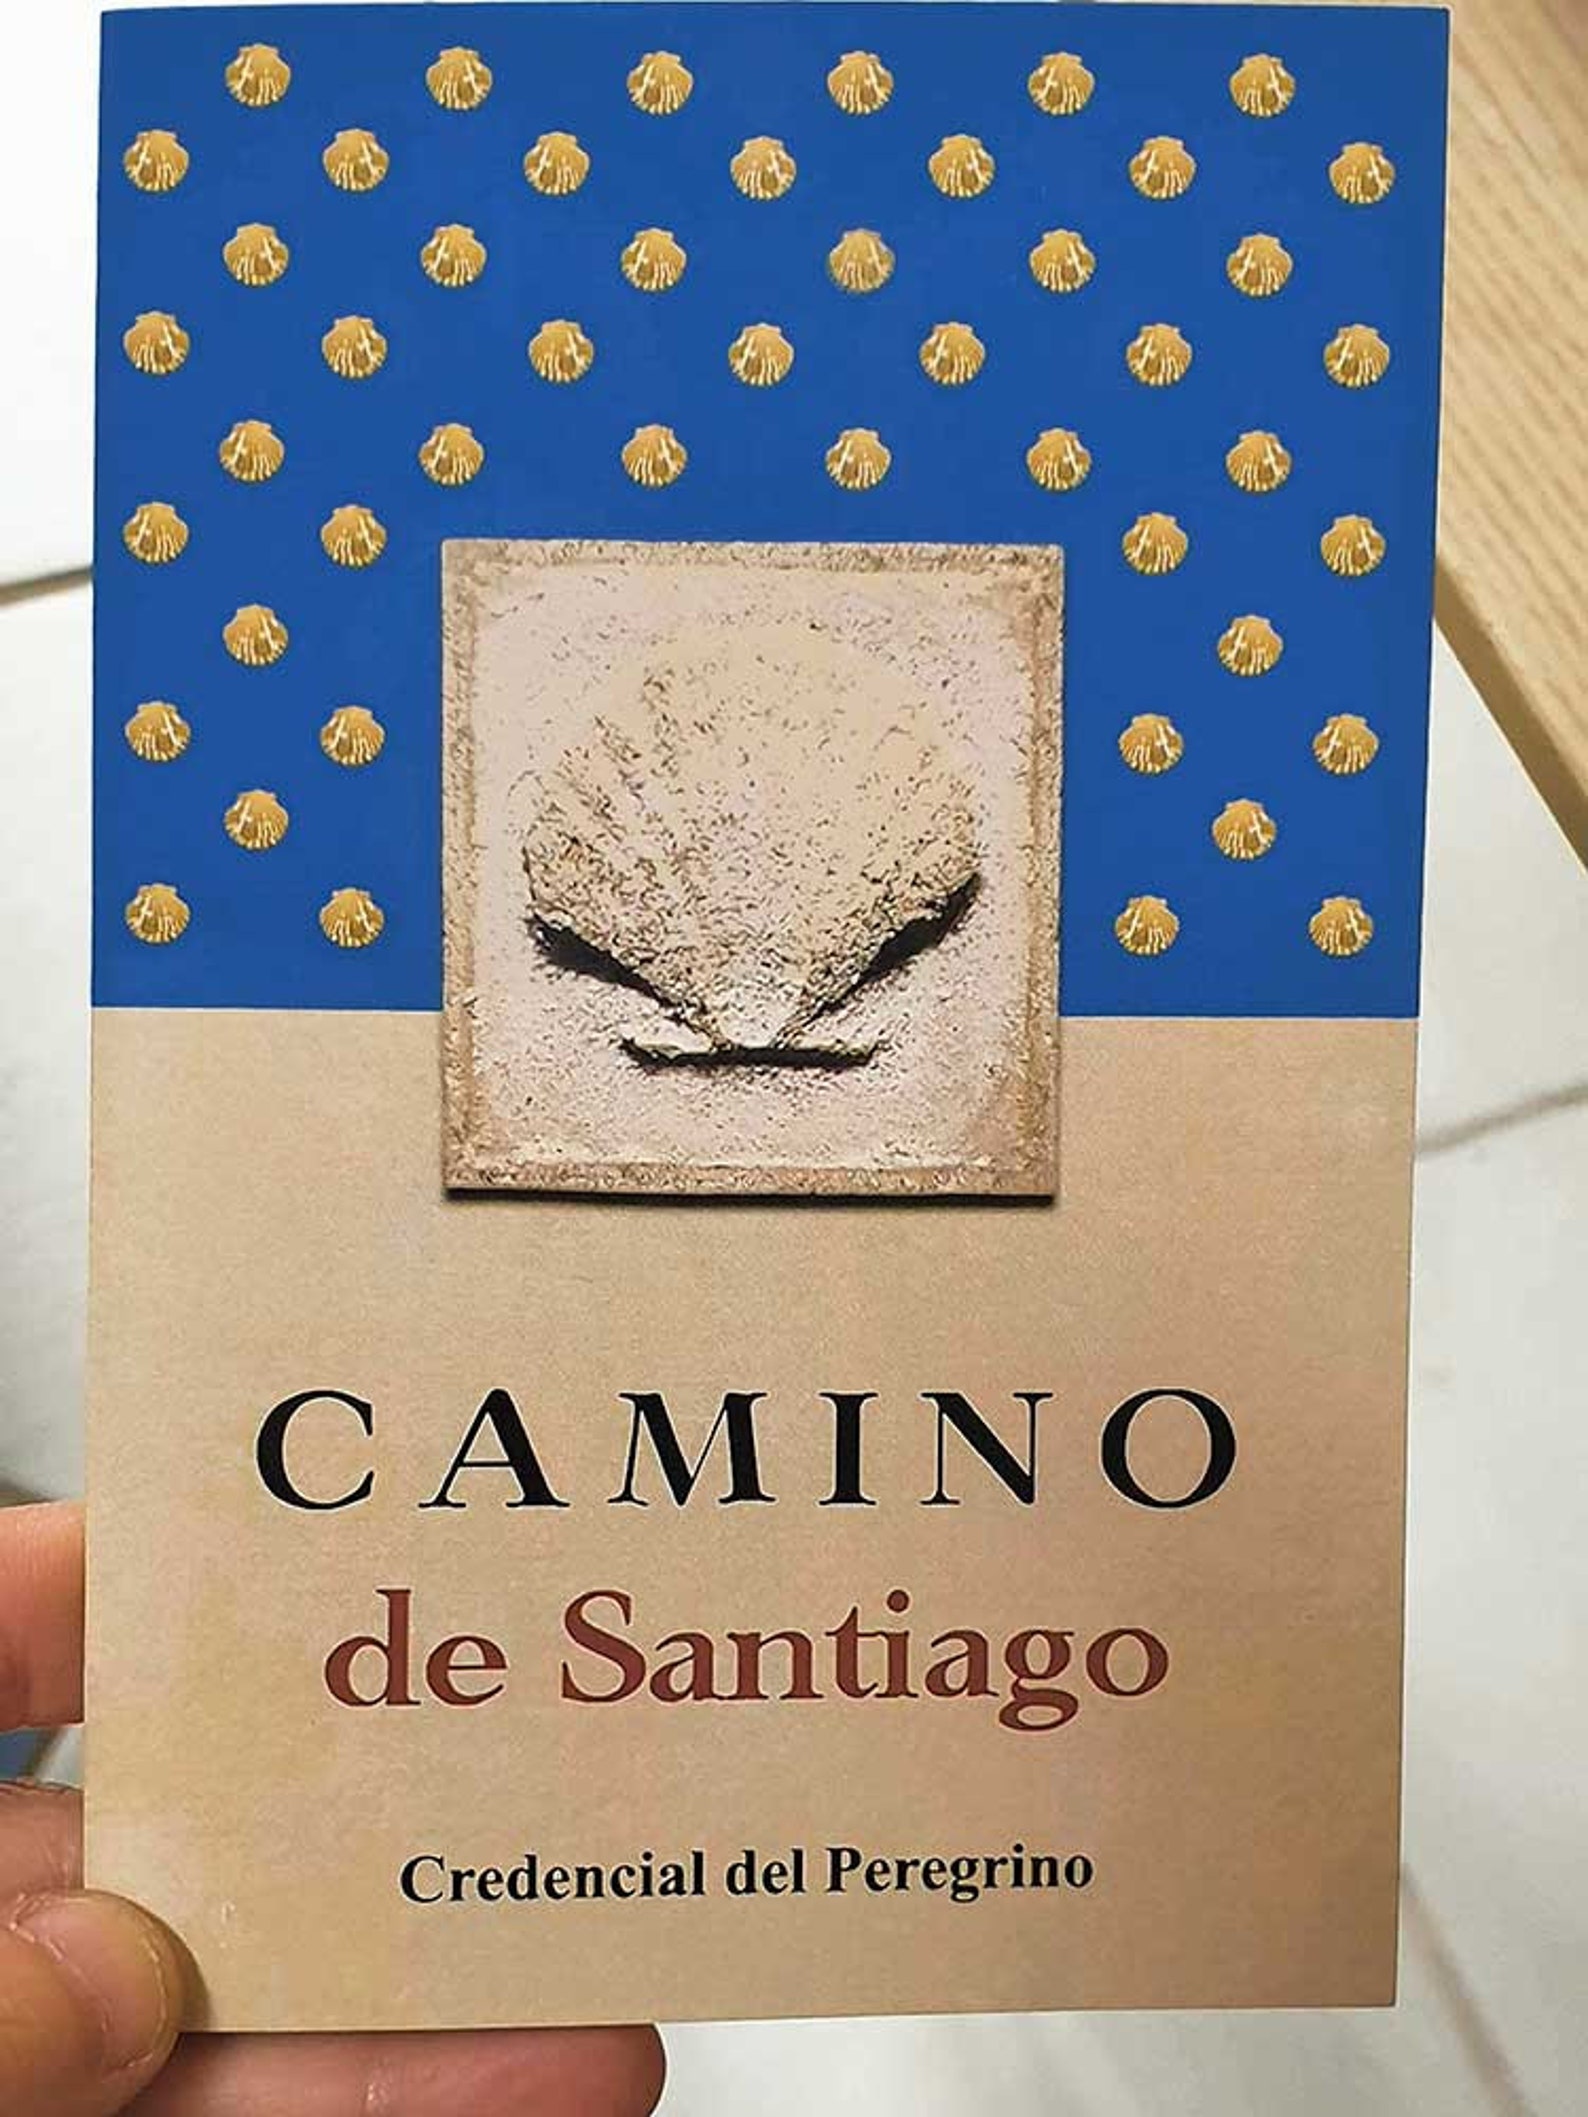 CAMINO
de Santiago
Credencial del Peregrino